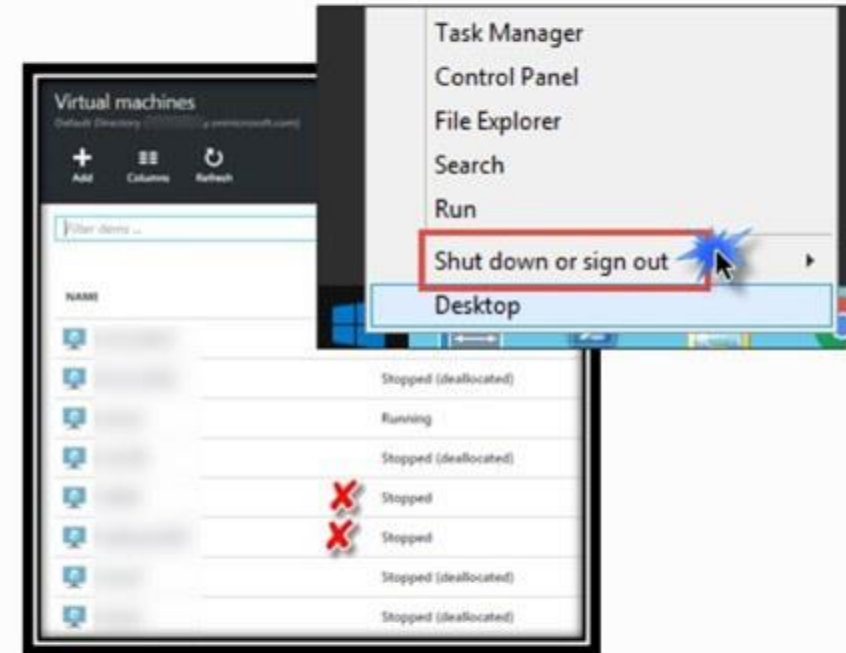 Task Manager
Control Panel
File Explorer
Search
Run
Shut down or sign out
Desktop
Virtual machines
Default Directory
Add Columns Refresh
Filter items ...
NAME
Stopped (deallocated)
Running
Stopped (deallocated)
Stopped
Stopped
Stopped (deallocated)
Stopped (deallocated)